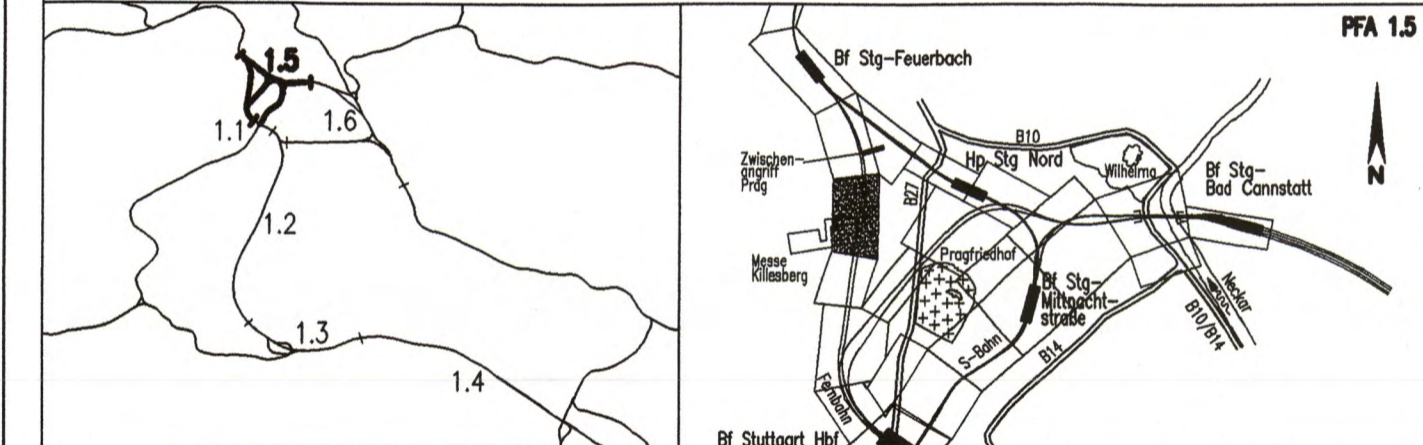 1.5
1.1
1.6
1.2
1.3
1.4
PFA 1.5
Bf Stg-Feuerbach
B10
Zwischen-
angriff
Prag
Hp Stg Nord
Wilhelma
Bf Stg-
Bad Cannstatt
N
B27
Messe
Killesberg
Pragfriedhof
Bf Stg-
Mittnacht-
straße
Neckar
B10/B14
S-Bahn
B14
Fernbahn
Bf Stuttgart Hbf